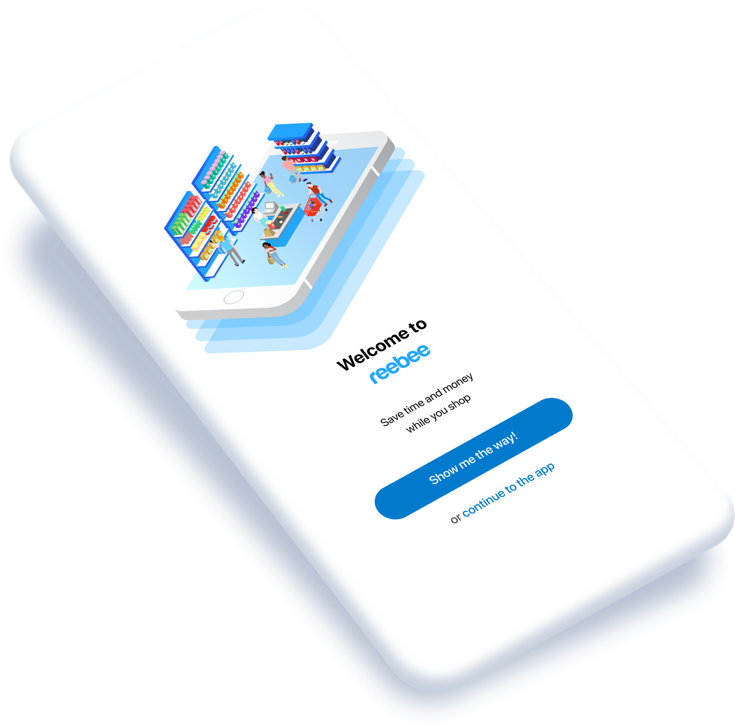 Welcome to
reebee
Save time and money
while you shop
Show me the way!
or continue to the app